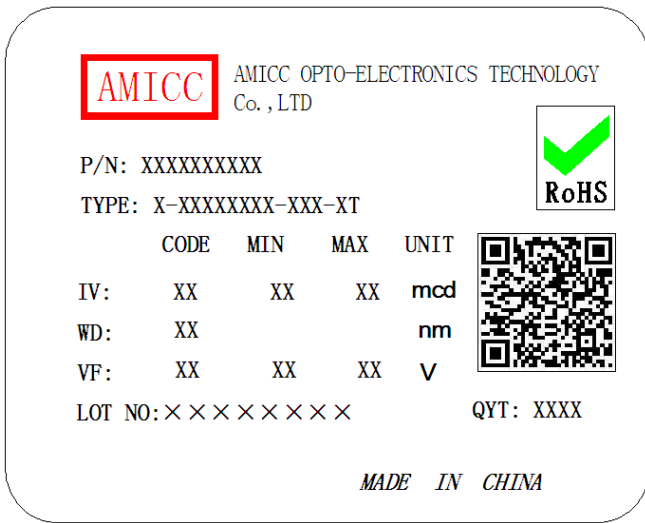 AMICC
AMICC OPTO-ELECTRONICS TECHNOLOGY
Co.,LTD
RoHS
P/N: XXXXXXXXXX
TYPE: X-XXXXXXXX-XXX-XT
CODE MIN MAX UNIT
IV: XX XX XX mcd
WD: XX nm
VF: XX XX XX V
LOT NO:××××××××
QYT: XXXX
MADE IN CHINA